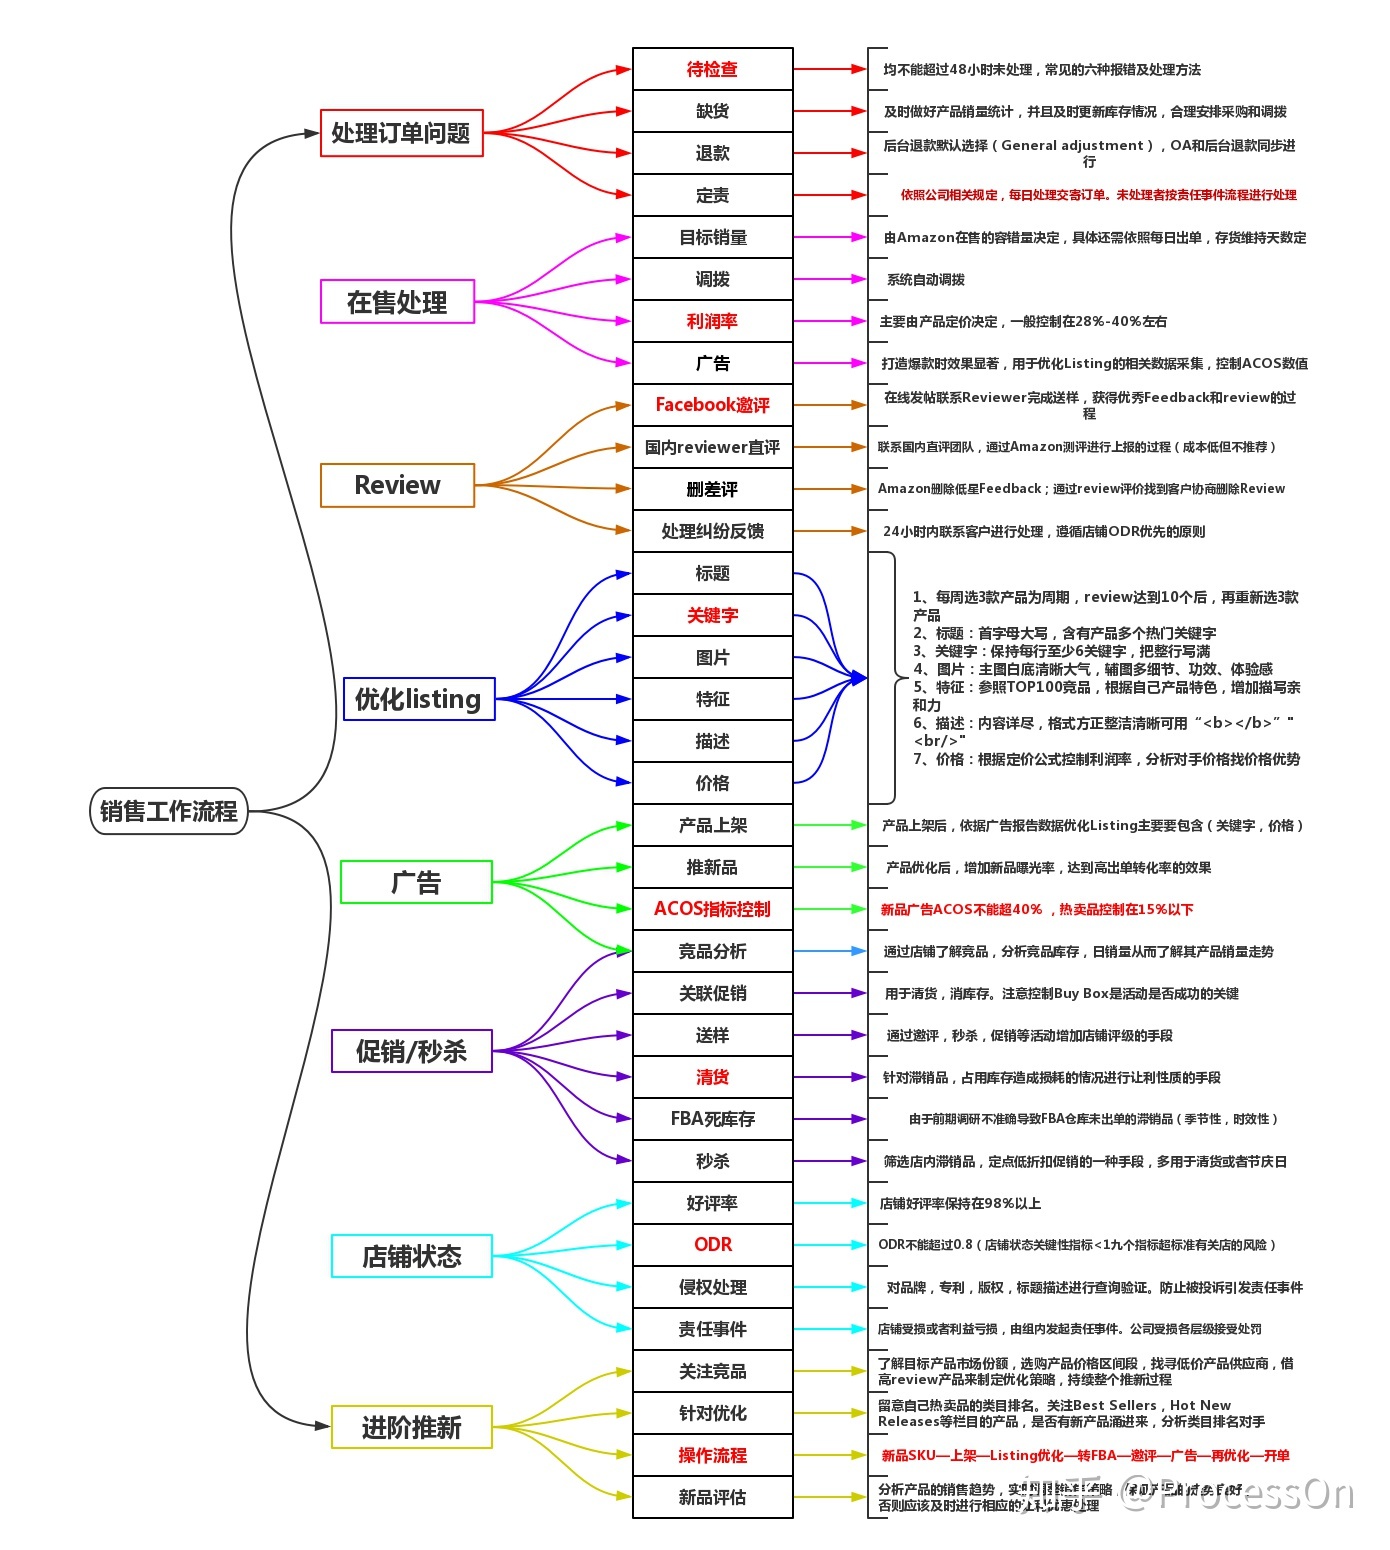 销售工作流程
处理订单问题
待检查
均不能超过48小时未处理，常见的六种报错及处理方法
缺货
及时做好产品销量统计，并且及时更新库存情况，合理安排采购和调拨
退款
后台退款默认选择（General adjustment），OA和后台退款同步进
行
定责
依照公司相关规定，每日处理交寄订单。未处理者按责任事件流程进行处理
在售处理
目标销量
由Amazon在售的容错量决定，具体还需依照每日出单，存货维持天数定
调拨
系统自动调拨
利润率
主要由产品定价决定，一般控制在28%-40%左右
广告
打造爆款时效果显著，用于优化Listing的相关数据采集，控制ACOS数值
Review
Facebook邀评
在线发帖联系Reviewer完成送样，获得优秀Feedback和review的过
程
国内reviewer直评
联系国内直评团队，通过Amazon测评进行上报的过程（成本低但不推荐）
删差评
Amazon删除低星Feedback；通过review评价找到客户协商删除Review
处理纠纷反馈
24小时内联系客户进行处理，遵循店铺ODR优先的原则
优化listing
标题
关键字
图片
特征
描述
价格
1、每周选3款产品为周期，review达到10个后，再重新选3款
产品
2、标题：首字母大写，含有产品多个热门关键字
3、关键字：保持每行至少6关键字，把整行写满
4、图片：主图白底清晰大气，辅图多细节、功效、体验感
5、特征：参照TOP100竞品，根据自己产品特色，增加描写亲
和力
6、描述：内容详尽，格式方正整洁清晰可用“<b></b>”"
<br/>"
7、价格：根据定价公式控制利润率，分析对手价格找价格优势
广告
产品上架
产品上架后，依据广告报告数据优化Listing主要要包含（关键字，价格）
推新品
产品优化后，增加新品曝光率，达到高出单转化率的效果
ACOS指标控制
新品广告ACOS不能超40% ，热卖品控制在15%以下
竞品分析
通过店铺了解竞品，分析竞品库存，日销量从而了解其产品销量走势
促销/秒杀
关联促销
用于清货，消库存。注意控制Buy Box是活动是否成功的关键
送样
通过邀评，秒杀，促销等活动增加店铺评级的手段
清货
针对滞销品，占用库存造成损耗的情况进行让利性质的手段
FBA死库存
由于前期调研不准确导致FBA仓库未出单的滞销品（季节性，时效性）
秒杀
筛选店内滞销品，定点低折扣促销的一种手段，多用于清货或者节庆日
店铺状态
好评率
店铺好评率保持在98%以上
ODR
ODR不能超过0.8（店铺状态关键性指标<1九个指标超标准有关店的风险）
侵权处理
对品牌，专利，版权，标题描述进行查询验证。防止被投诉引发责任事件
责任事件
店铺受损或者利益亏损，由组内发起责任事件。公司受损各层级接受处罚
进阶推新
关注竞品
了解目标产品市场份额，选购产品价格区间段，找寻低价产品供应商，借
高review产品来制定优化策略，持续整个推新过程
针对优化
留意自己热卖品的类目排名。关注Best Sellers，Hot New
Releases等栏目的产品，是否有新产品涌进来，分析类目排名对手
操作流程
新品SKU—上架—Listing优化—转FBA—邀评—广告—再优化—开单
新品评估
分析产品的销售趋势，
否则应该及时进行相应的让利优惠处理
知乎 @ProcessOn